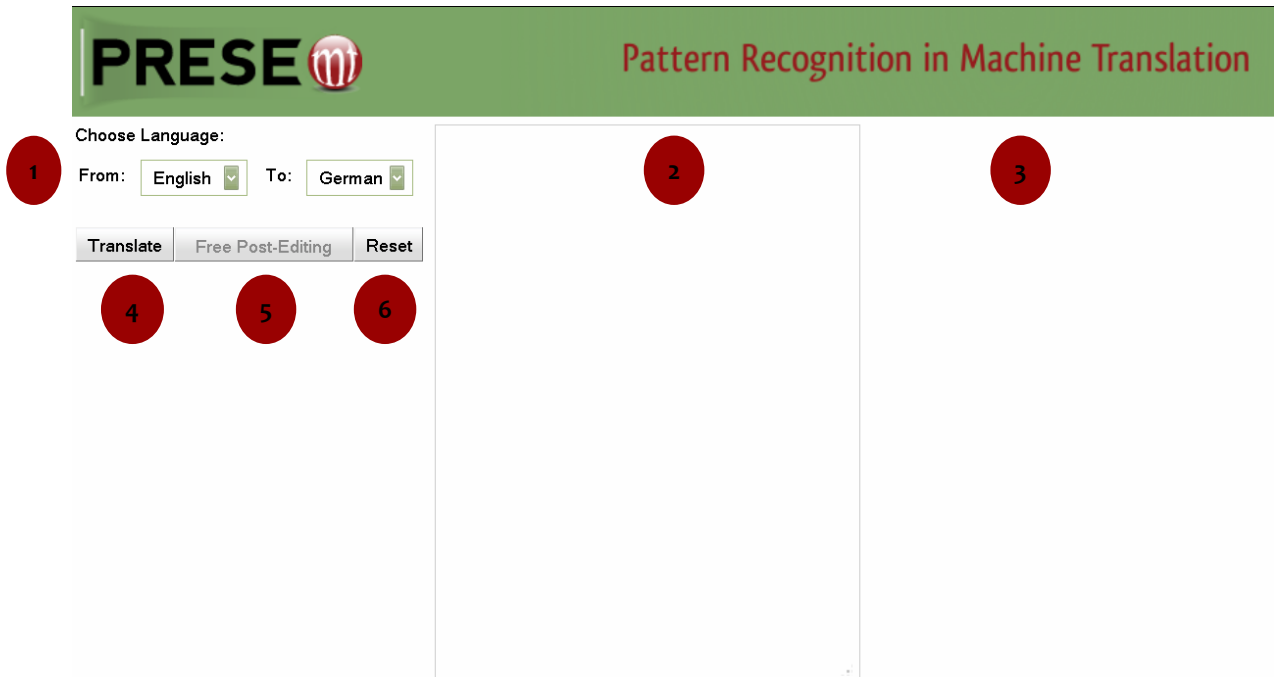 PRESEmt
Pattern Recognition in Machine Translation
Choose Language:
1
From: English To: German
2
3
Translate Free Post-Editing Reset
4 5 6